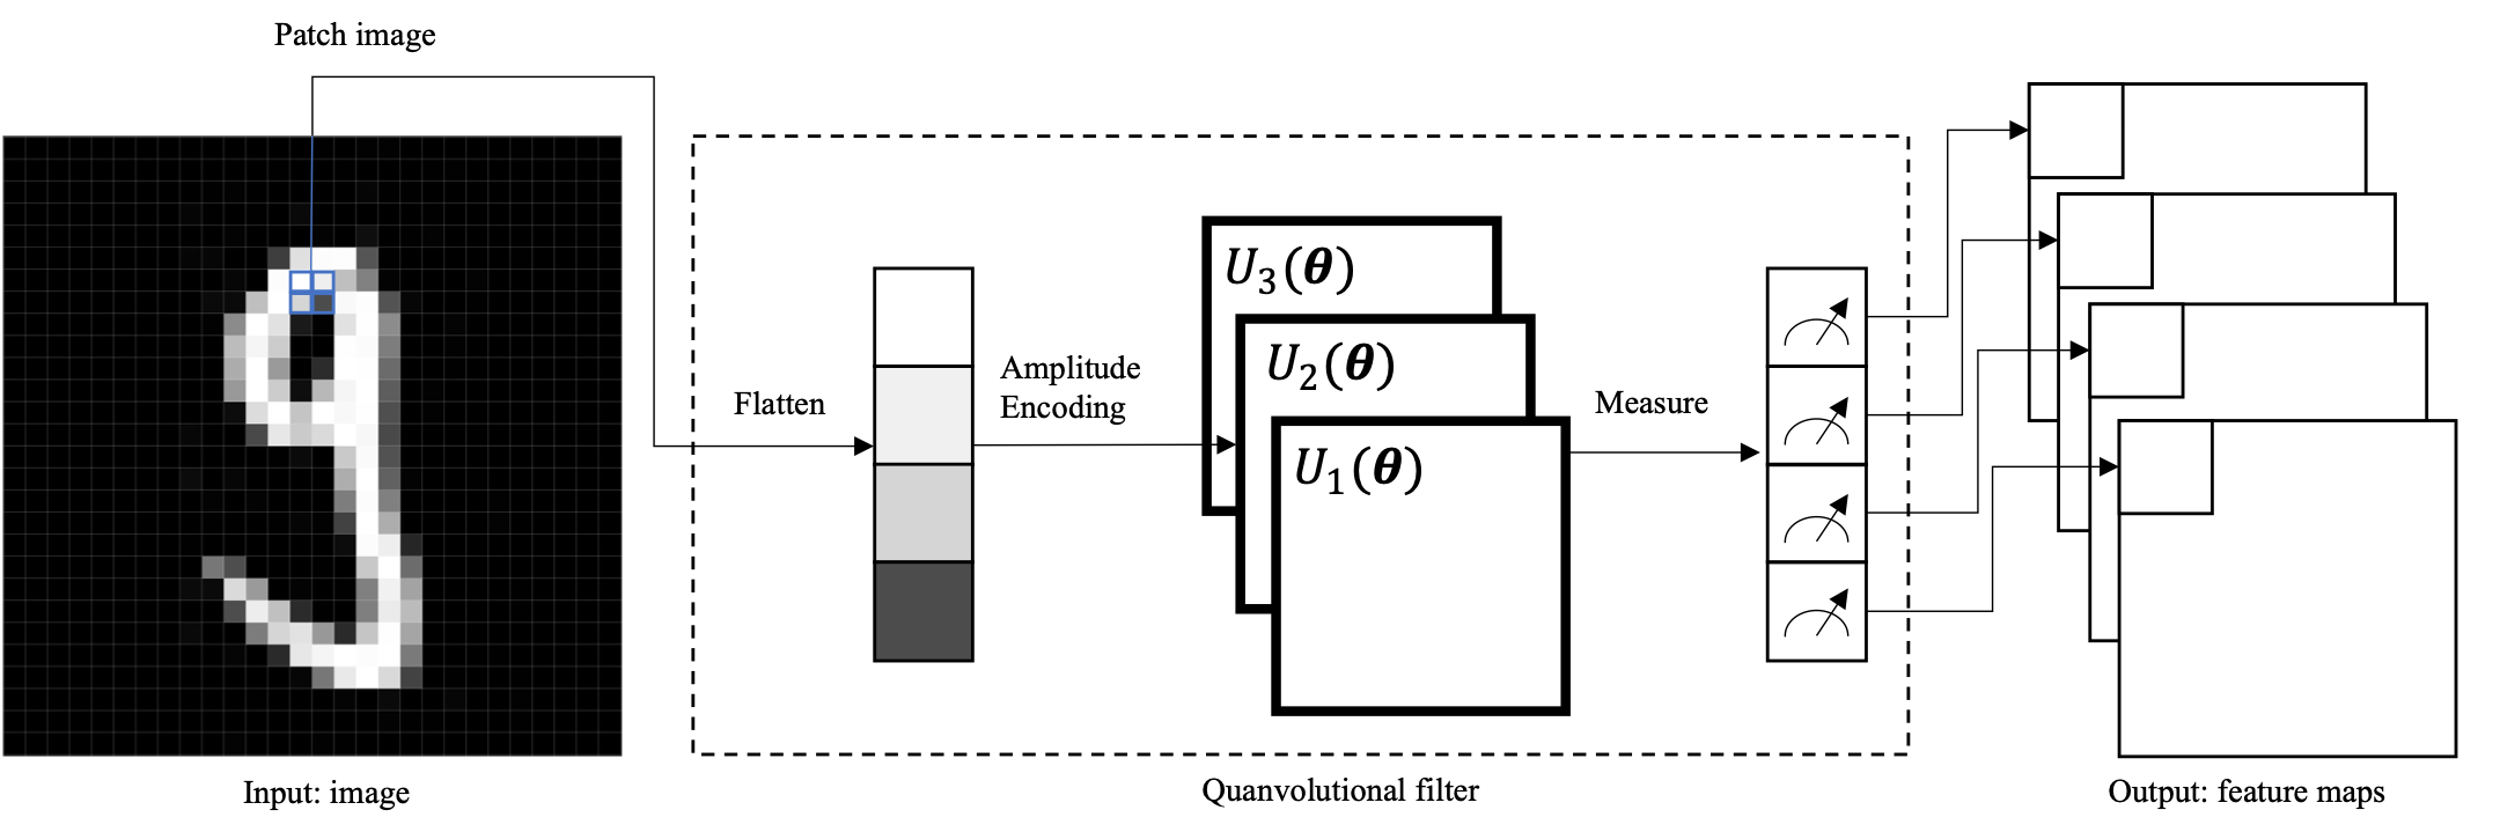 Patch image
Flatten
Amplitude
Encoding
U₃(θ)
U₂(θ)
U₁(θ)
Measure
Input: image
Quanvolutional filter
Output: feature maps